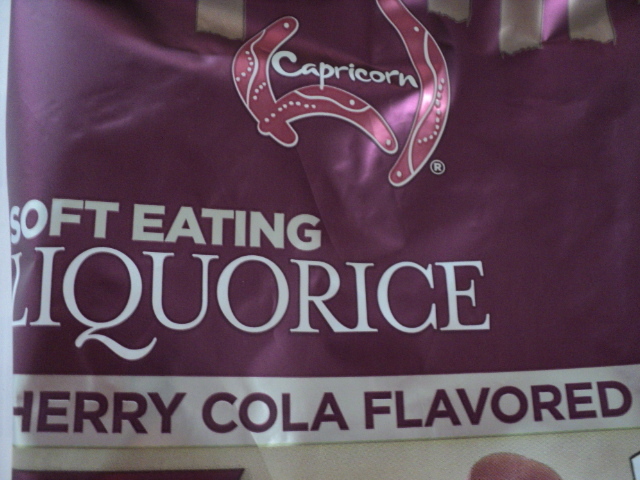 Capricorn
®
SOFT EATING
LIQUORICE
HERRY COLA FLAVORED